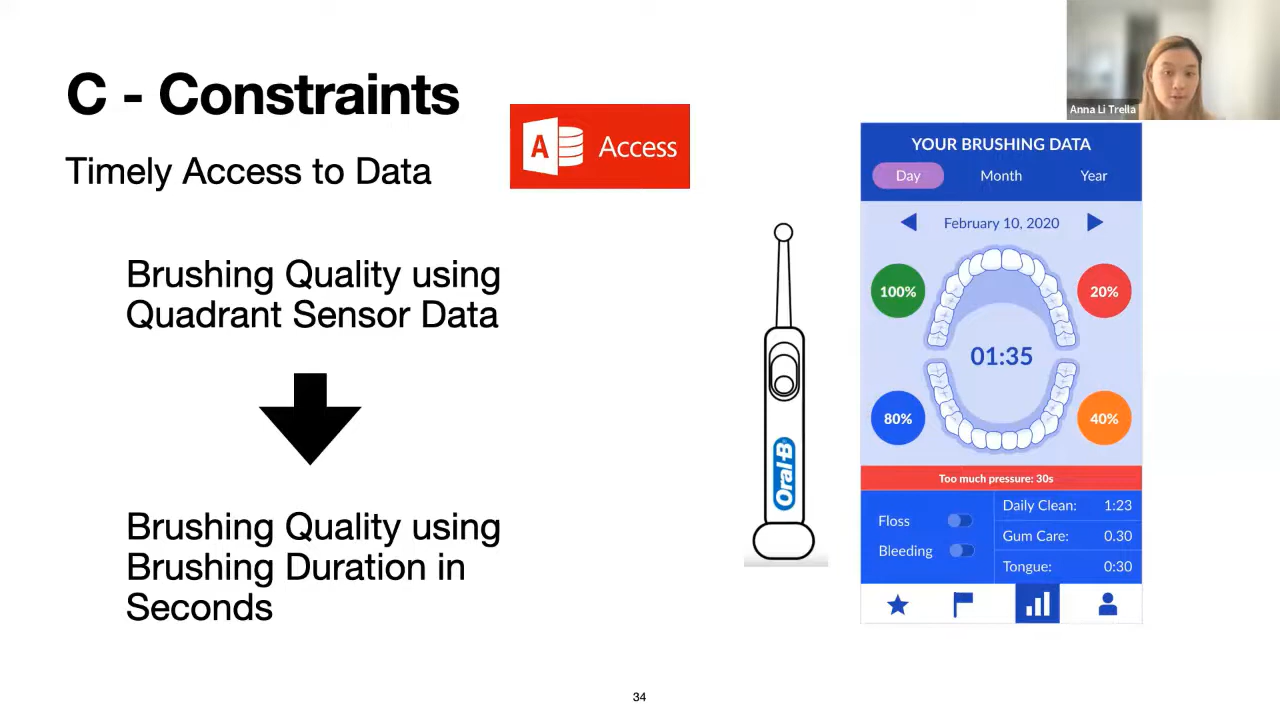 C - Constraints
Timely Access to Data
A Access
Brushing Quality using
Quadrant Sensor Data
Brushing Quality using
Brushing Duration in
Seconds
Oral-B
Anna Li Trella
YOUR BRUSHING DATA
Day Month Year
February 10, 2020
100% 20%
01:35
80% 40%
Too much pressure: 30s
Floss
Bleeding
Daily Clean: 1:23
Gum Care: 0.30
Tongue: 0:30
34